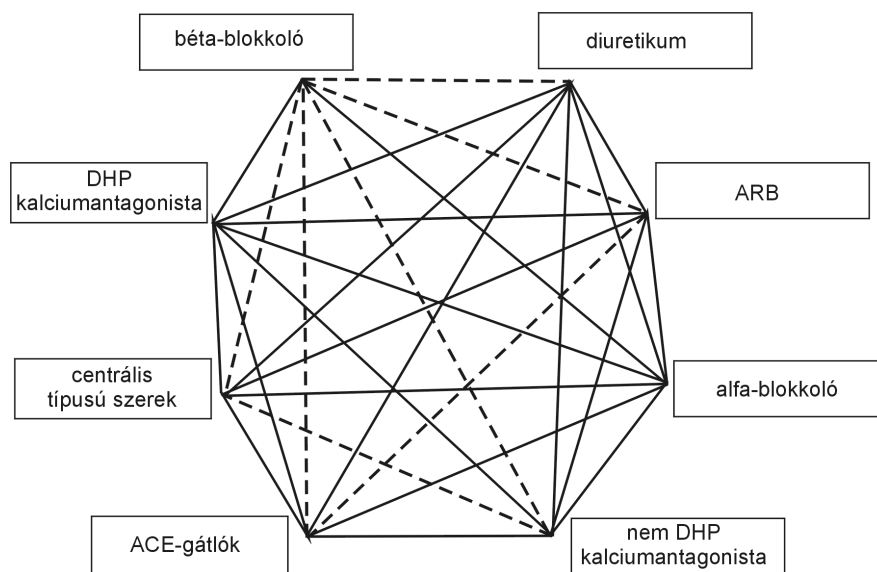 béta-blokkoló
diuretikum
DHP
kalciumantagonista
ARB
centrális
típusú szerek
alfa-blokkoló
ACE-gátlók
nem DHP
kalciumantagonista